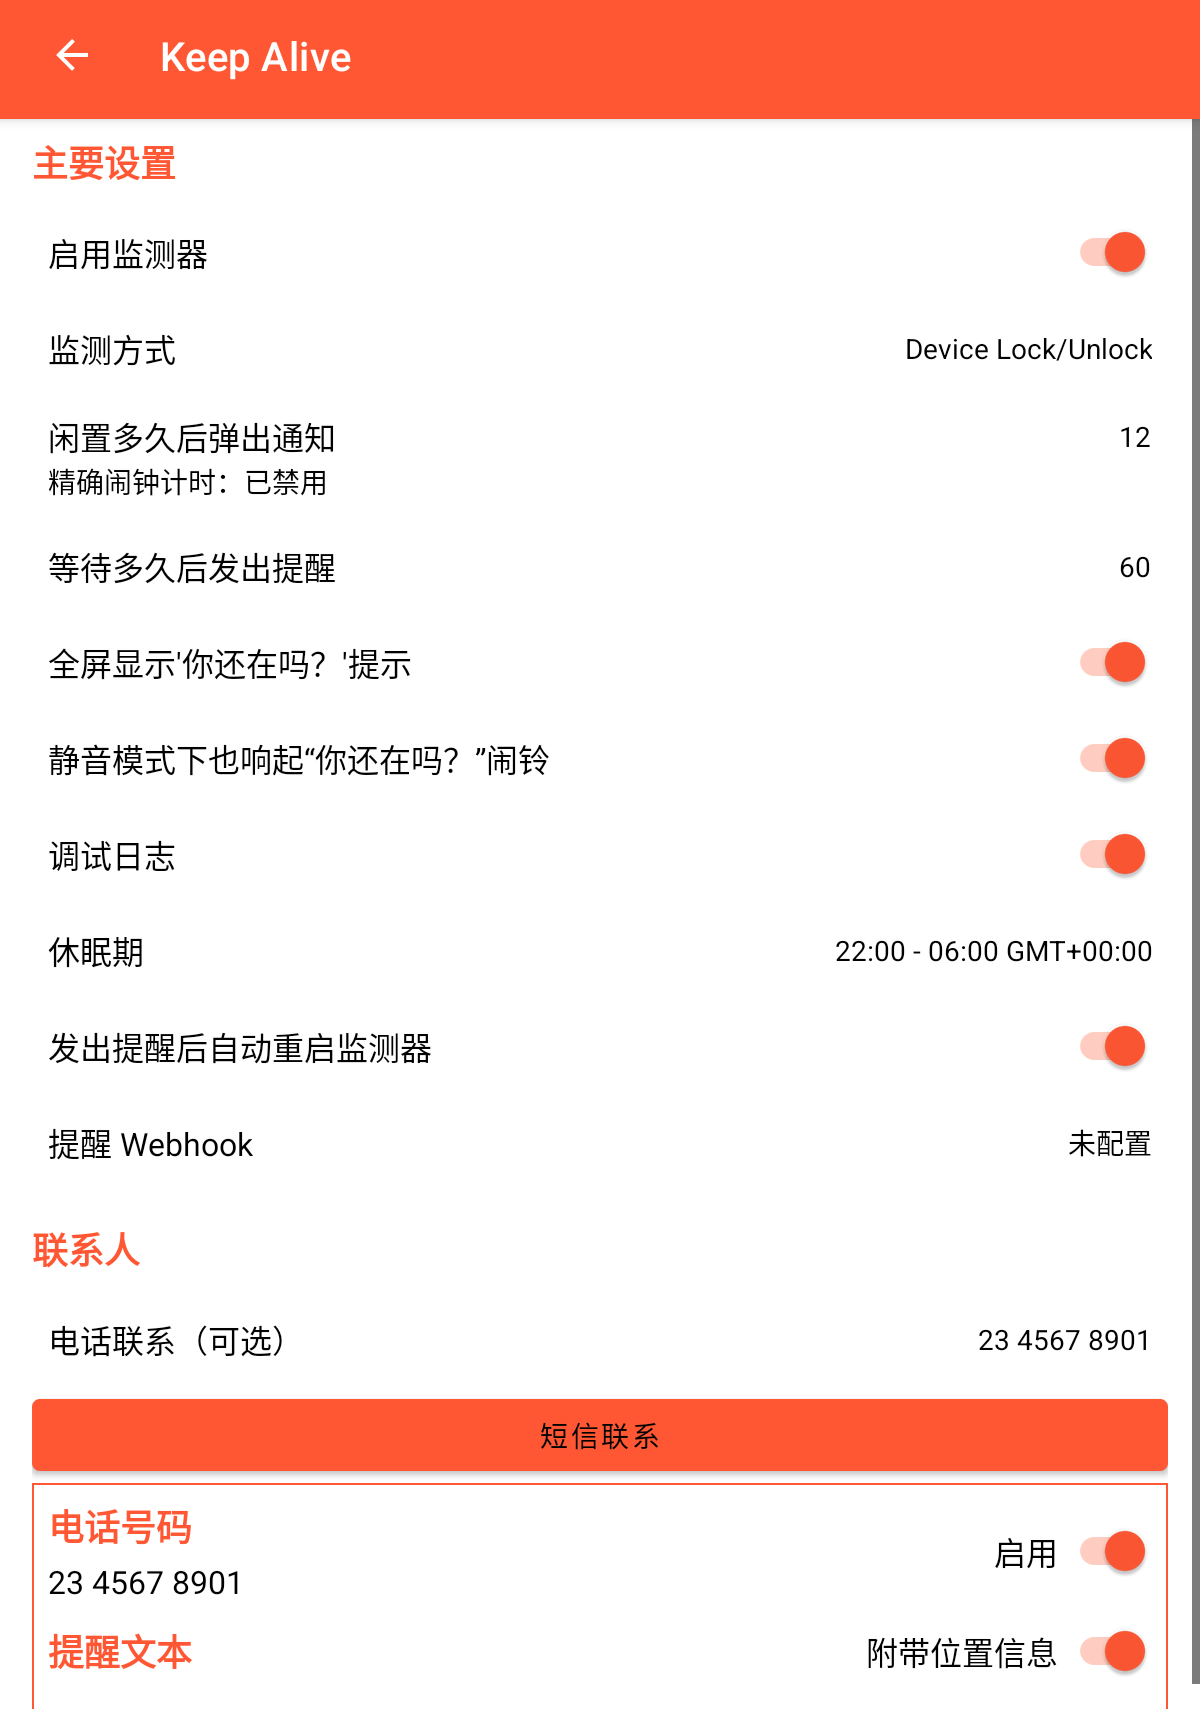 Keep Alive
主要设置
启用监测器
监测方式
Device Lock/Unlock
闲置多久后弹出通知
12
精确闹钟计时：已禁用
等待多久后发出提醒
60
全屏显示'你还在吗？'提示
静音模式下也响起“你还在吗？”闹铃
调试日志
休眠期
22:00 - 06:00 GMT+00:00
发出提醒后自动重启监测器
提醒 Webhook
未配置
联系人
电话联系（可选）
23 4567 8901
短信联系
电话号码
启用
23 4567 8901
提醒文本
附带位置信息